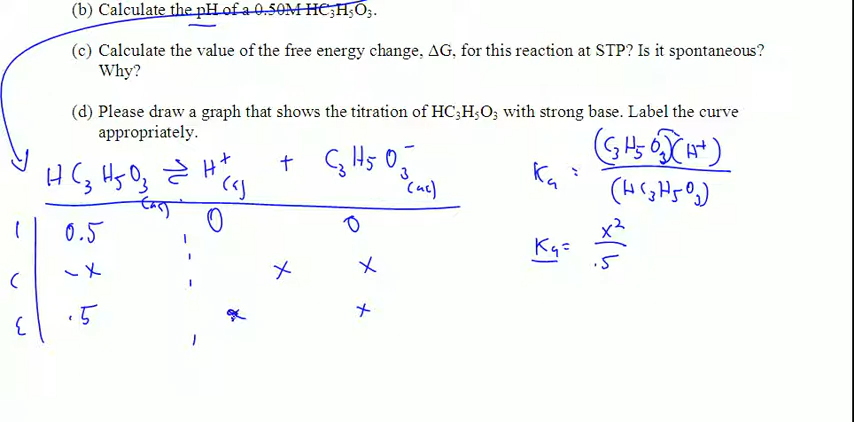 (b) Calculate the pH of a 0.50M HC₃H₅O₃.
(c) Calculate the value of the free energy change, ΔG, for this reaction at STP? Is it spontaneous?
Why?
(d) Please draw a graph that shows the titration of HC₃H₅O₃ with strong base. Label the curve
appropriately.
HC₃H₅O₃ (aq) ⇌ H⁺ (aq) + C₃H₅O₃⁻ (aq)
Ka = (C₃H₅O₃⁻)(H⁺) / (HC₃H₅O₃)
I 0.5 0 0
Ka = x² / .5
C -x x x
E .5 x x